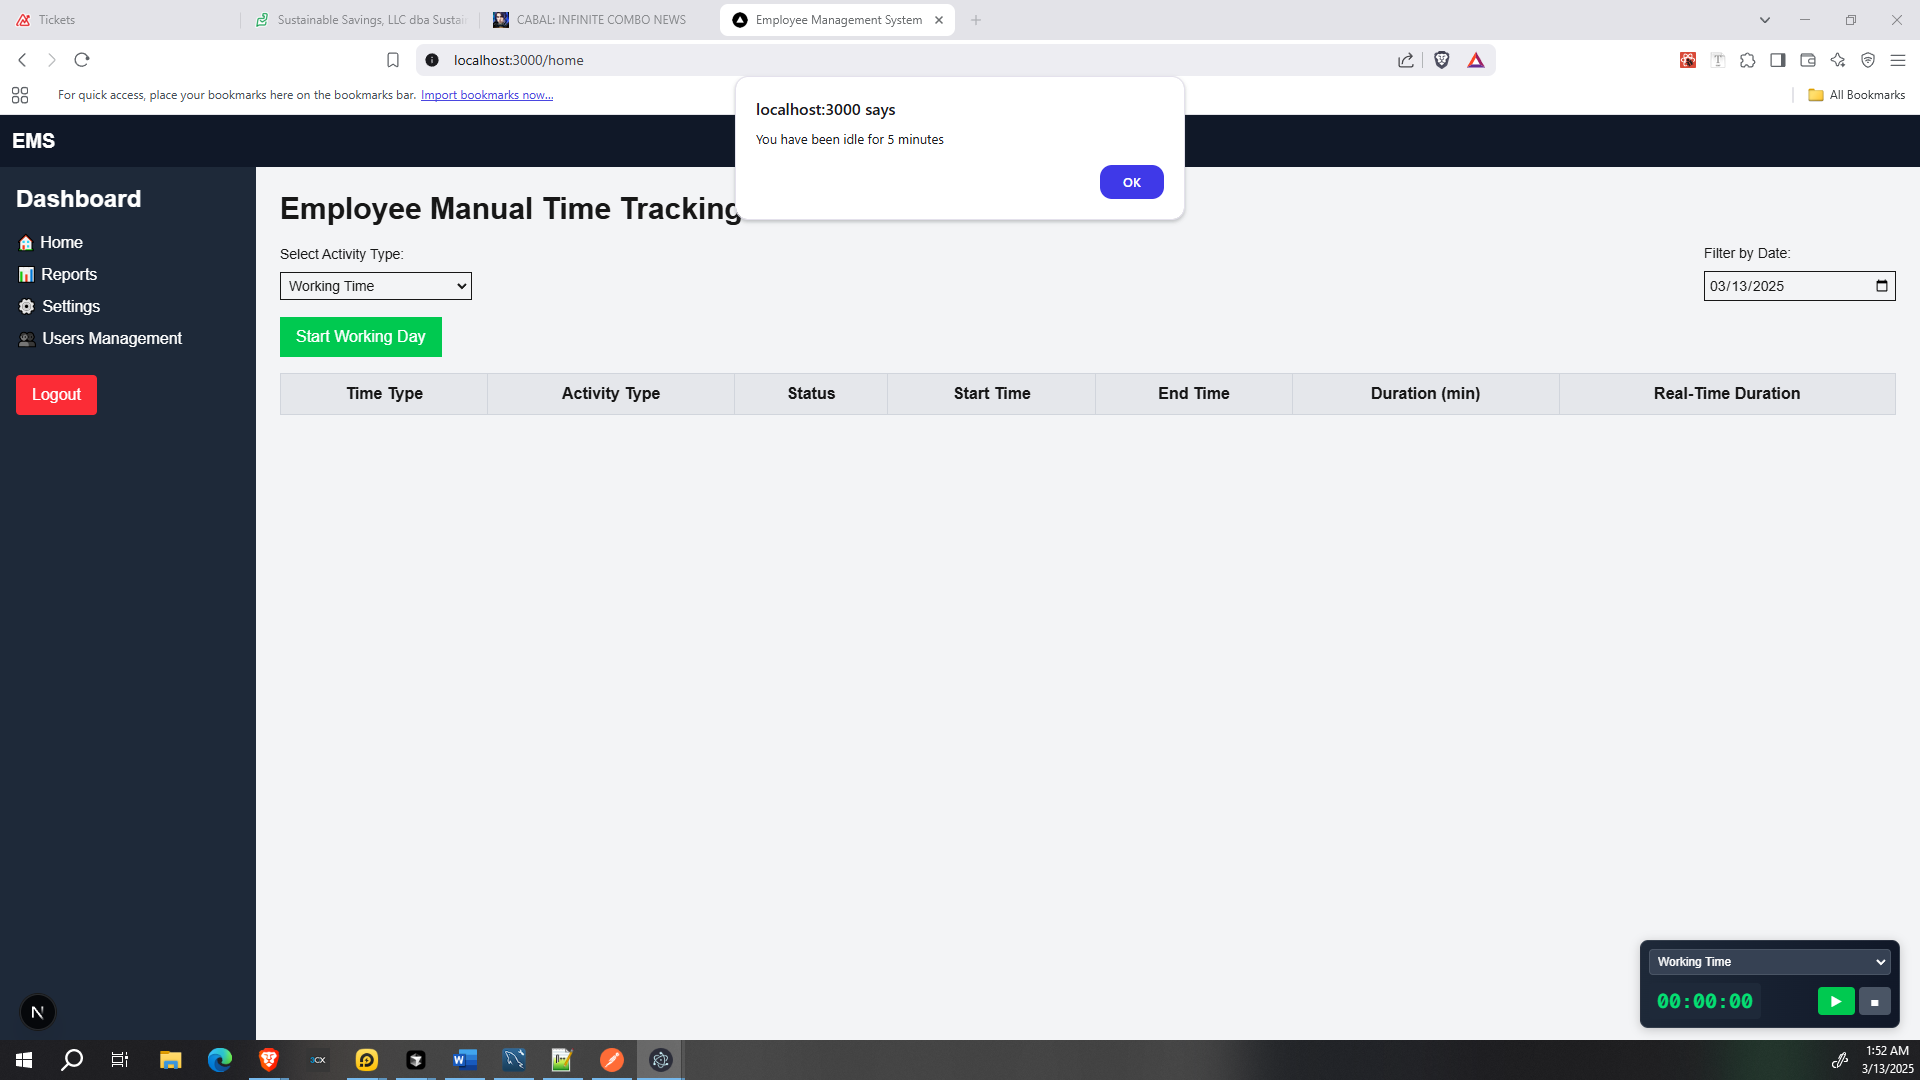 Tickets
Sustainable Savings, LLC dba Sustai
CABAL: INFINITE COMBO NEWS
Employee Management System
localhost:3000/home
For quick access, place your bookmarks here on the bookmarks bar. Import bookmarks now...
All Bookmarks
localhost:3000 says
You have been idle for 5 minutes
OK
EMS
Dashboard
Home
Reports
Settings
Users Management
Logout
Employee Manual Time Tracking
Select Activity Type:
Working Time
Filter by Date:
03/13/2025
Start Working Day
Time Type Activity Type Status Start Time End Time Duration (min) Real-Time Duration
Working Time
00:00:00
N
3CX
1:52 AM
3/13/2025